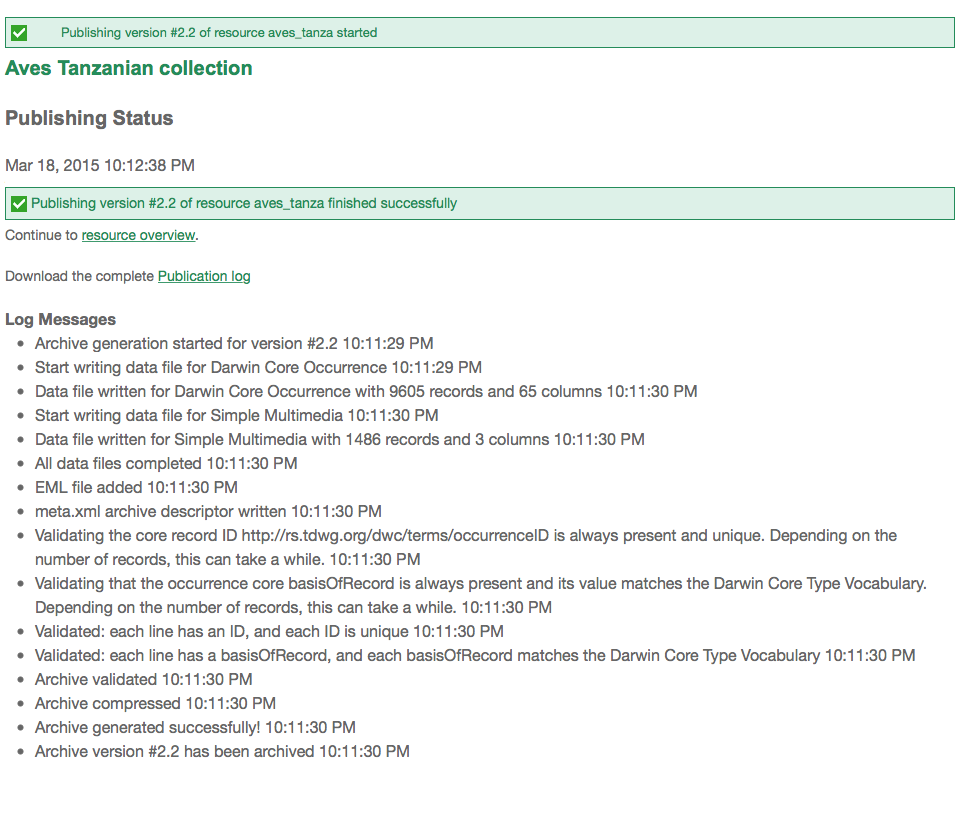 Publishing version #2.2 of resource aves_tanza started
Aves Tanzanian collection
Publishing Status
Mar 18, 2015 10:12:38 PM
Publishing version #2.2 of resource aves_tanza finished successfully
Continue to resource overview.
Download the complete Publication log
Log Messages
Archive generation started for version #2.2 10:11:29 PM
Start writing data file for Darwin Core Occurrence 10:11:29 PM
Data file written for Darwin Core Occurrence with 9605 records and 65 columns 10:11:30 PM
Start writing data file for Simple Multimedia 10:11:30 PM
Data file written for Simple Multimedia with 1486 records and 3 columns 10:11:30 PM
All data files completed 10:11:30 PM
EML file added 10:11:30 PM
meta.xml archive descriptor written 10:11:30 PM
Validating the core record ID http://rs.tdwg.org/dwc/terms/occurrenceID is always present and unique. Depending on the
number of records, this can take a while. 10:11:30 PM
Validating that the occurrence core basisOfRecord is always present and its value matches the Darwin Core Type Vocabulary.
Depending on the number of records, this can take a while. 10:11:30 PM
Validated: each line has an ID, and each ID is unique 10:11:30 PM
Validated: each line has a basisOfRecord, and each basisOfRecord matches the Darwin Core Type Vocabulary 10:11:30 PM
Archive validated 10:11:30 PM
Archive compressed 10:11:30 PM
Archive generated successfully! 10:11:30 PM
Archive version #2.2 has been archived 10:11:30 PM